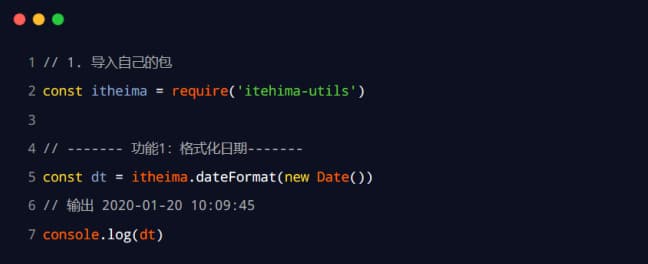 1 // 1. 导入自己的包
2 const itheima = require('itehima-utils')
3
4 // ------- 功能1：格式化日期-------
5 const dt = itheima.dateFormat(new Date())
6 // 输出 2020-01-20 10:09:45
7 console.log(dt)